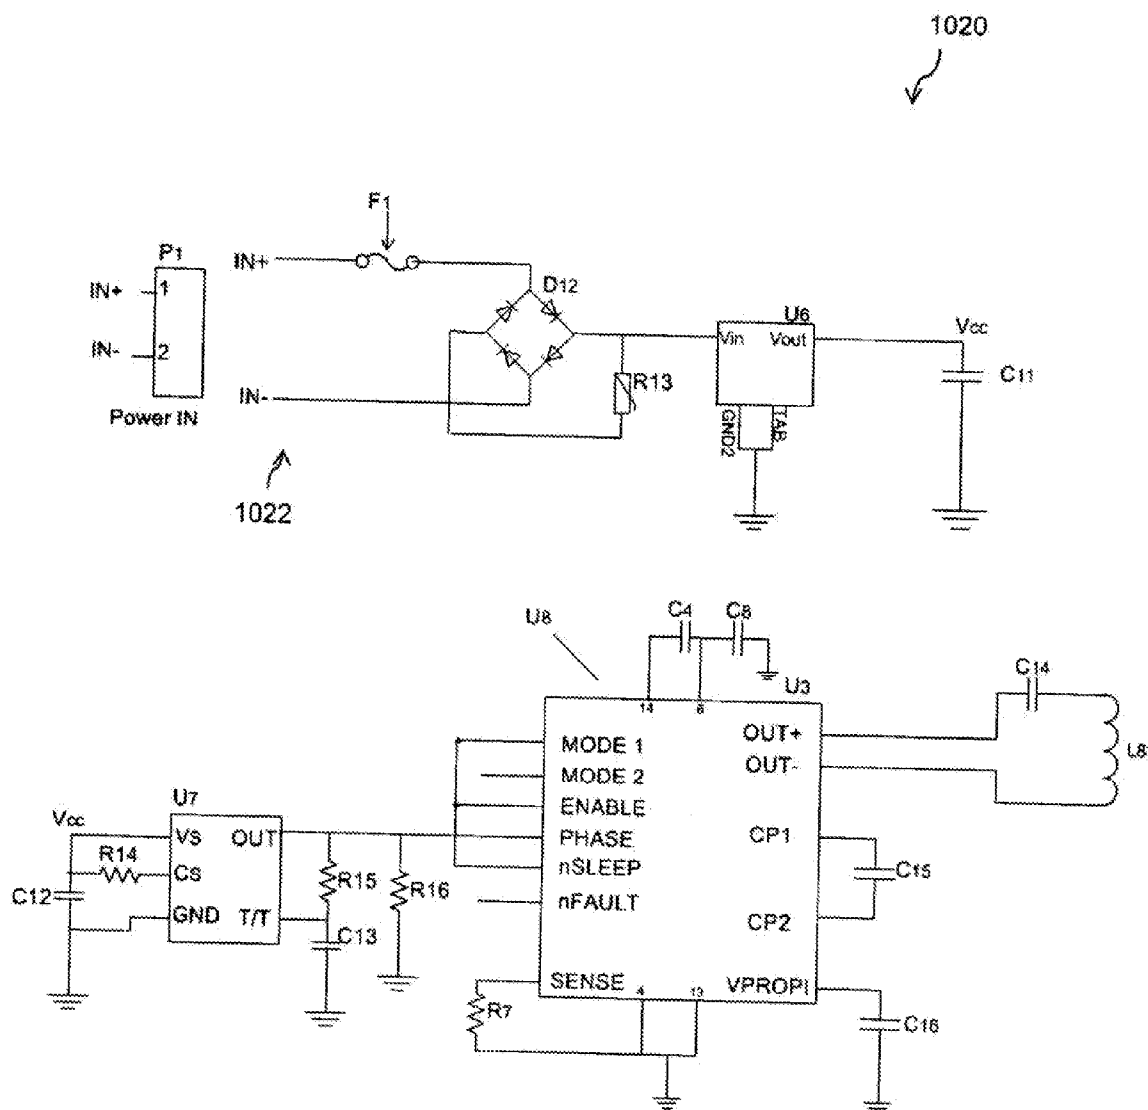 1020
F1
P1
IN+
D12
IN+
1
U6
Vcc
IN-
2
Vin
Vout
C11
R13
IN-
Power IN
GND2
TAB
1022
C4
C8
U8
C14
U3
14
6
OUT+
MODE 1
OUT-
L8
MODE 2
U7
ENABLE
Vcc
VS
OUT
PHASE
CP1
R14
nSLEEP
CS
R15
R16
C15
C12
nFAULT
GND
T/T
CP2
C13
SENSE
4
13
VPROPI
R7
C16